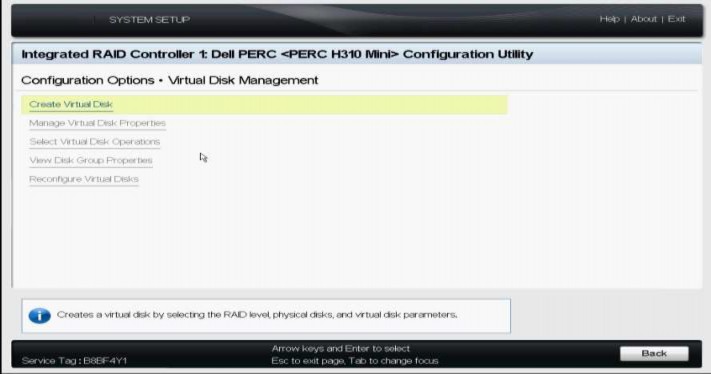 SYSTEM SETUP
Help | About | Exit
Integrated RAID Controller 1: Dell PERC <PERC H310 Mini> Configuration Utility
Configuration Options • Virtual Disk Management
Create Virtual Disk
Manage Virtual Disk Properties
Select Virtual Disk Operations
View Disk Group Properties
Reconfigure Virtual Disks
Creates a virtual disk by selecting the RAID level, physical disks, and virtual disk parameters.
Service Tag : B8BF4Y1
Arrow keys and Enter to select
Esc to exit page, Tab to change focus
Back